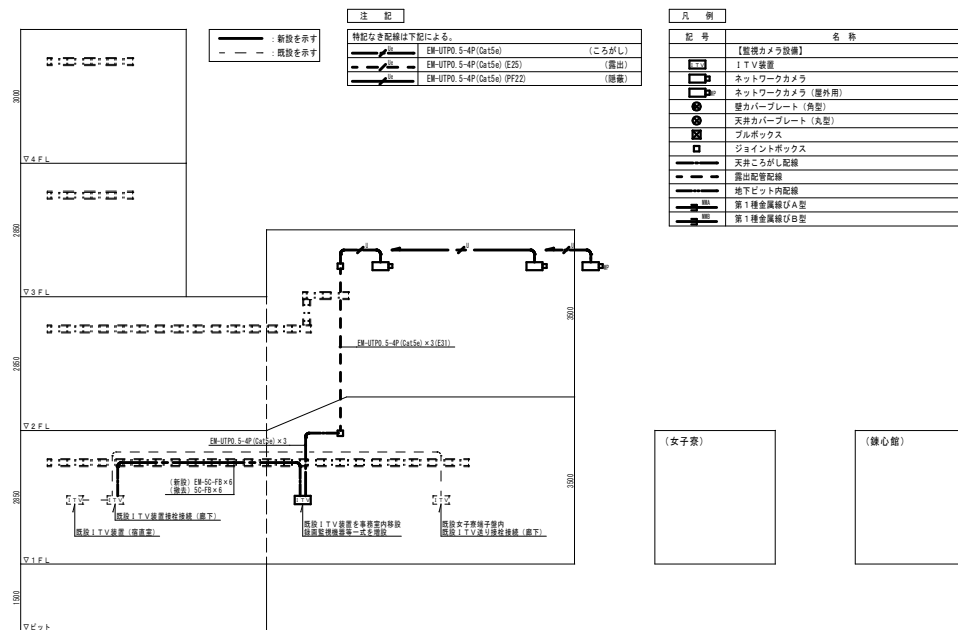 注 記
特記なき配線は下記による。
EM-UTP0.5-4P(Cat5e) (ころがし)
EM-UTP0.5-4P(Cat5e)(E25) (露出)
EM-UTP0.5-4P(Cat5e)(PF22) (隠蔽)
: 新設を示す
: 既設を示す
凡 例
記 号 名 称
【監視カメラ設備】
ITV ITV装置
ネットワークカメラ
WP ネットワークカメラ(屋外用)
壁カバープレート(角型)
天井カバープレート(丸型)
プルボックス
ジョイントボックス
天井ころがし配線
露出配管配線
地下ピット内配線
MMA 第1種金属線ぴA型
MMB 第1種金属線ぴB型
3000
▽4FL
2850
▽3FL
2850
▽2FL
2850
▽1FL
1500
▽ピット
WP
3500
EM-UTP0.5-4P(Cat5e)×3(E31)
EM-UTP0.5-4P(Cat5e)×3
3500
(新設) EM-5C-FB×6
(撤去) 5C-FB×6
ITV
ITV
ITV
ITV
既設ITV装置接栓接続(廊下)
既設ITV装置(宿直室)
既設ITV装置を事務室内移設
録画監視機器等一式を増設
既設女子寮端子盤内
既設ITV送り接栓接続(廊下)
(女子寮)
(錬心館)